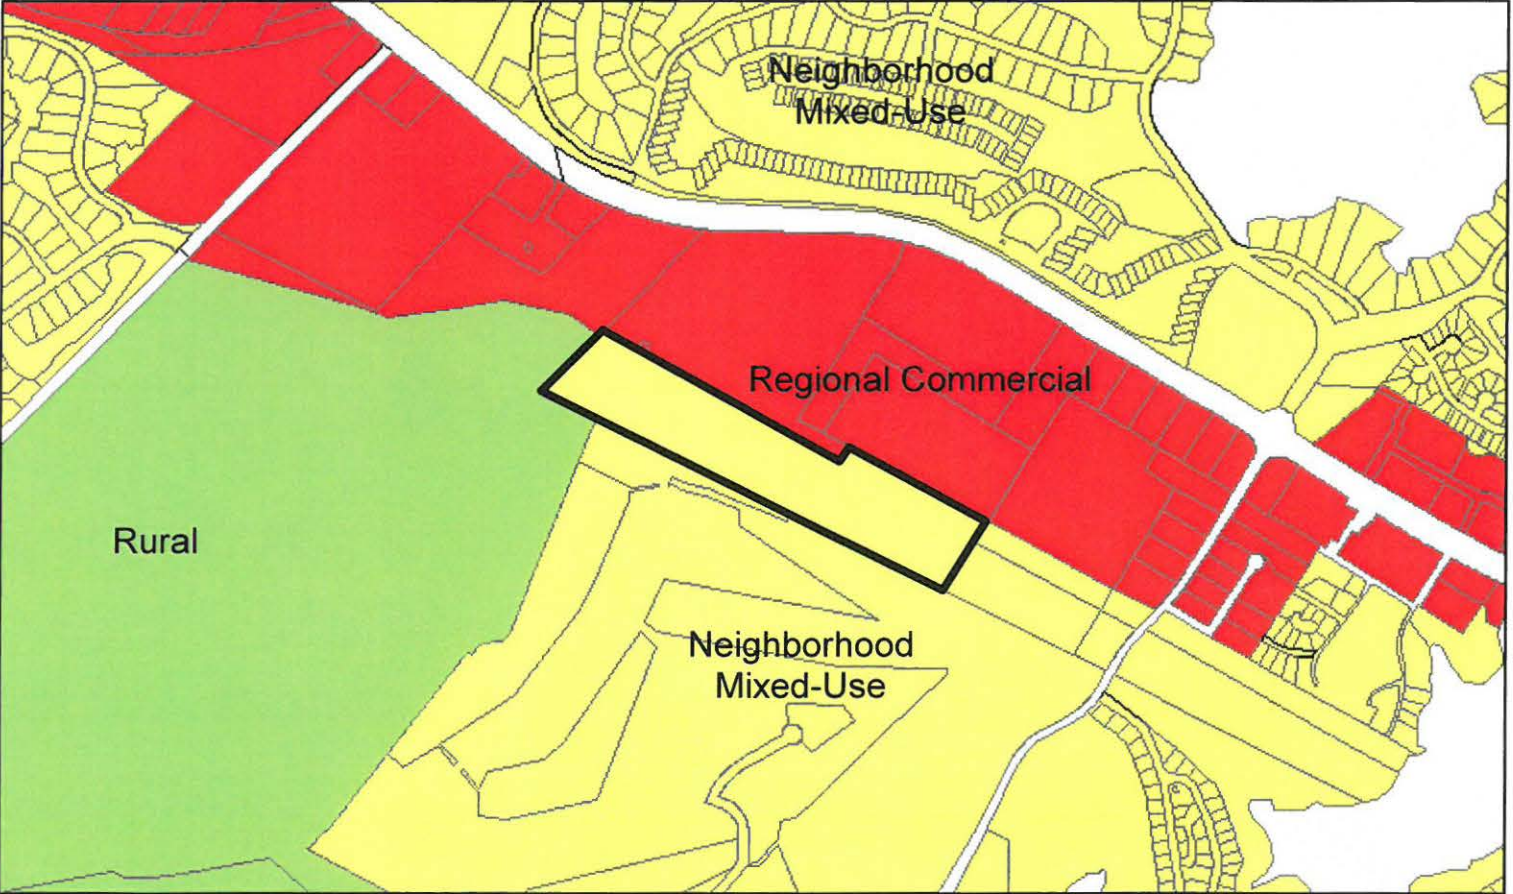 Neighborhood
Mixed-Use
Regional Commercial
Rural
Neighborhood
Mixed-Use